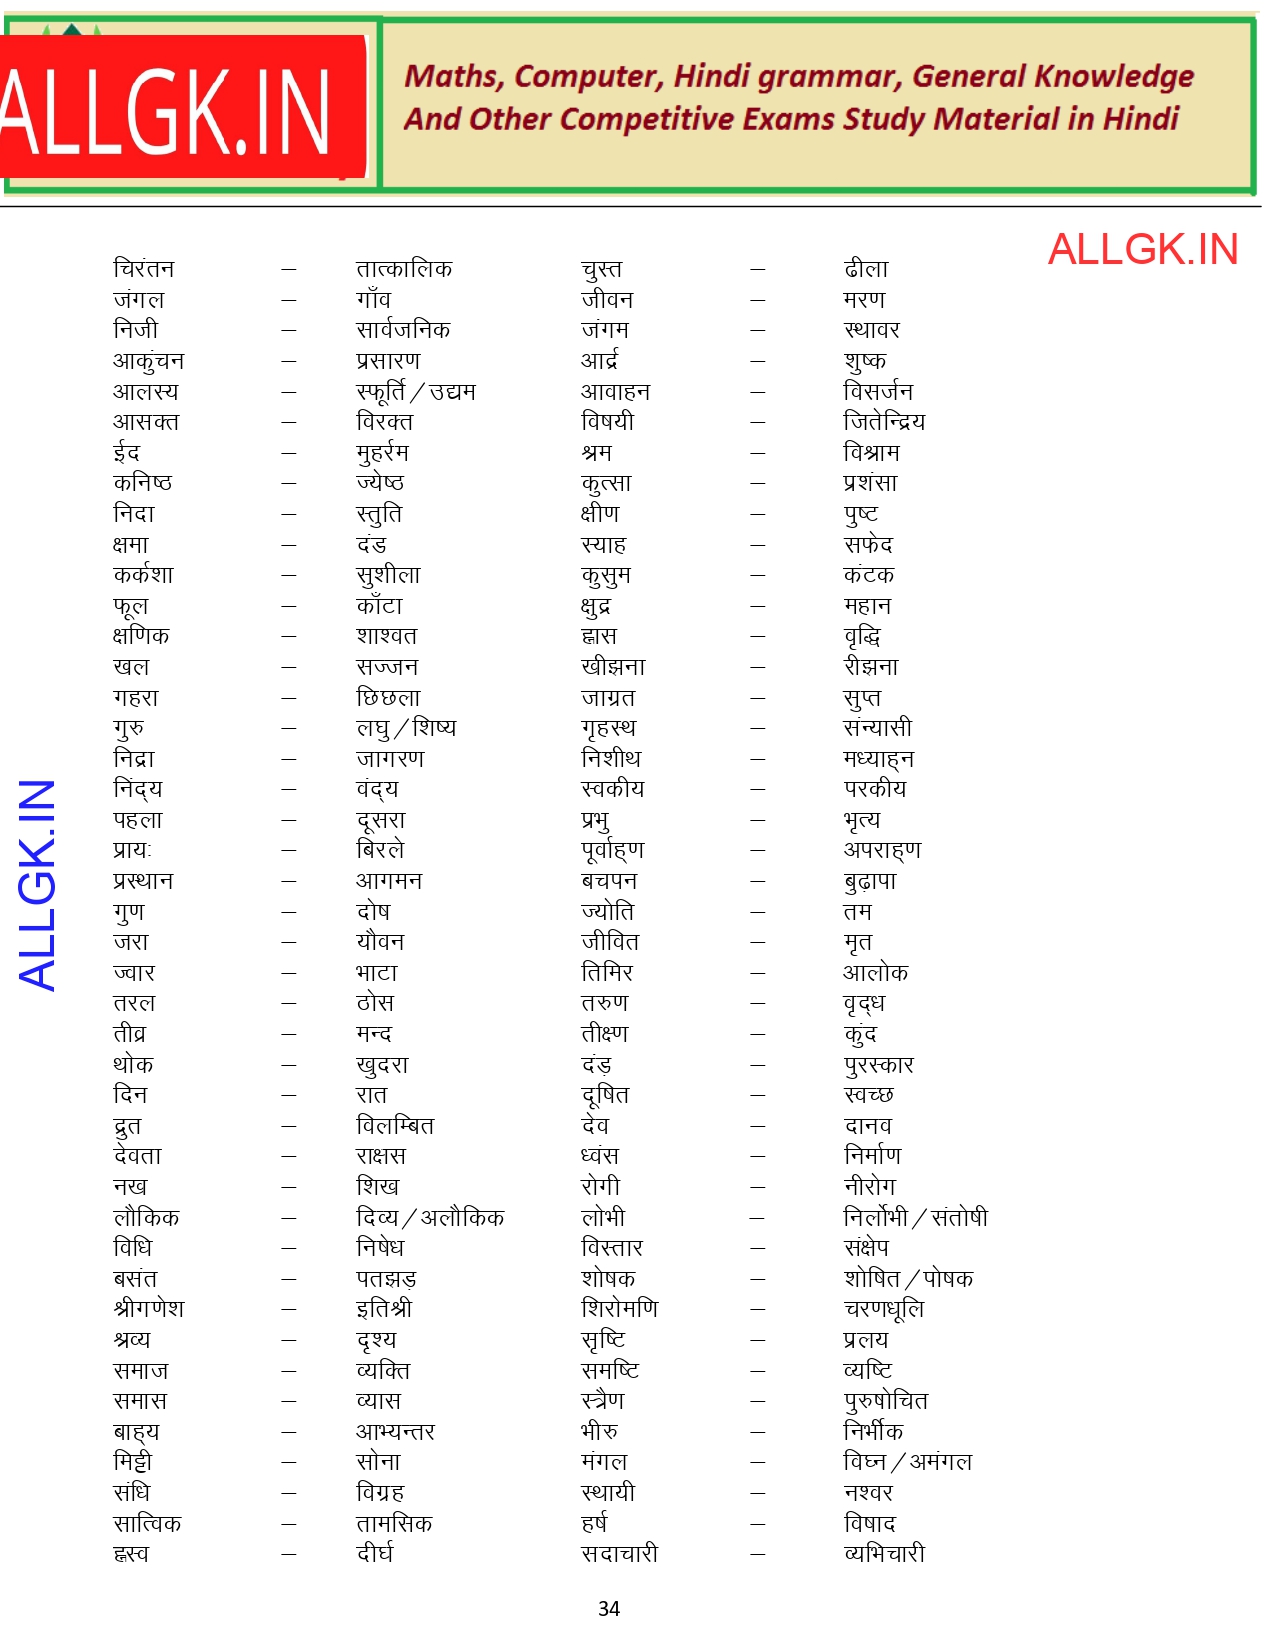 ALLGK.IN
Maths, Computer, Hindi grammar, General Knowledge
And Other Competitive Exams Study Material in Hindi
ALLGK.IN
चिरंतन – तात्कालिक चुस्त – ढीला
जंगल – गाँव जीवन – मरण
निजी – सार्वजनिक जंगम – स्थावर
आकुंचन – प्रसारण आर्द्र – शुष्क
आलस्य – स्फूर्ति/उद्यम आवाहन – विसर्जन
आसक्त – विरक्त विषयी – जितेन्द्रिय
ईद – मुहर्रम श्रम – विश्राम
कनिष्ठ – ज्येष्ठ कुत्सा – प्रशंसा
निदा – स्तुति क्षीण – पुष्ट
क्षमा – दंड स्याह – सफेद
कर्कशा – सुशीला कुसुम – कंटक
फूल – काँटा क्षुद्र – महान
क्षणिक – शाश्वत ह्रास – वृद्धि
खल – सज्जन खीझना – रीझना
गहरा – छिछला जाग्रत – सुप्त
गुरु – लघु/शिष्य गृहस्थ – संन्यासी
निद्रा – जागरण निशीथ – मध्याह्न
निंद्य – वंद्य स्वकीय – परकीय
पहला – दूसरा प्रभु – भृत्य
प्रायः – बिरले पूर्वाह्ण – अपराह्ण
प्रस्थान – आगमन बचपन – बुढ़ापा
गुण – दोष ज्योति – तम
जरा – यौवन जीवित – मृत
ज्वार – भाटा तिमिर – आलोक
तरल – ठोस तरुण – वृद्ध
तीव्र – मन्द तीक्ष्ण – कुंद
थोक – खुदरा दंड़ – पुरस्कार
दिन – रात दूषित – स्वच्छ
द्रुत – विलम्बित देव – दानव
देवता – राक्षस ध्वंस – निर्माण
नख – शिख रोगी – नीरोग
लौकिक – दिव्य/अलौकिक लोभी – निर्लोभी/संतोषी
विधि – निषेध विस्तार – संक्षेप
बसंत – पतझड़ शोषक – शोषित/पोषक
श्रीगणेश – इतिश्री शिरोमणि – चरणधूलि
श्रव्य – दृश्य सृष्टि – प्रलय
समाज – व्यक्ति समष्टि – व्यष्टि
समास – व्यास स्त्रैण – पुरुषोचित
बाह्य – आभ्यन्तर भीरु – निर्भीक
मिट्टी – सोना मंगल – विघ्न/अमंगल
संधि – विग्रह स्थायी – नश्वर
सात्विक – तामसिक हर्ष – विषाद
ह्रस्व – दीर्घ सदाचारी – व्यभिचारी
ALLGK.IN
34